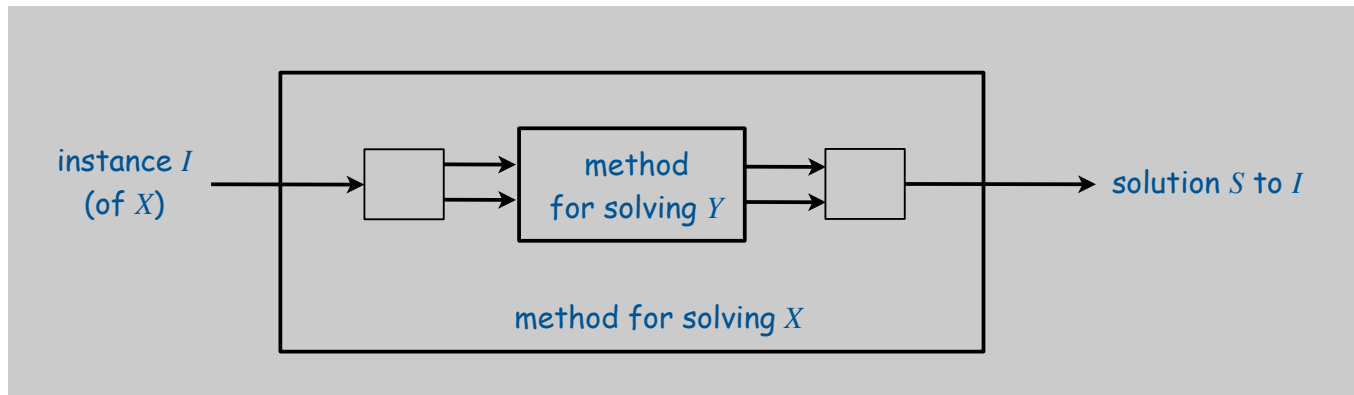 instance I
(of X)
method
for solving Y
solution S to I
method for solving X